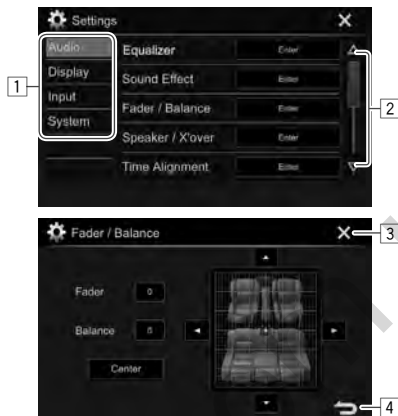 Settings
Audio
Display
Input
System
Equalizer Enter
Sound Effect Enter
Fader / Balance Enter
Speaker / X'over Enter
Time Alignment Enter
1
2
Fader / Balance
3
Fader 0
Balance 0
Center
4